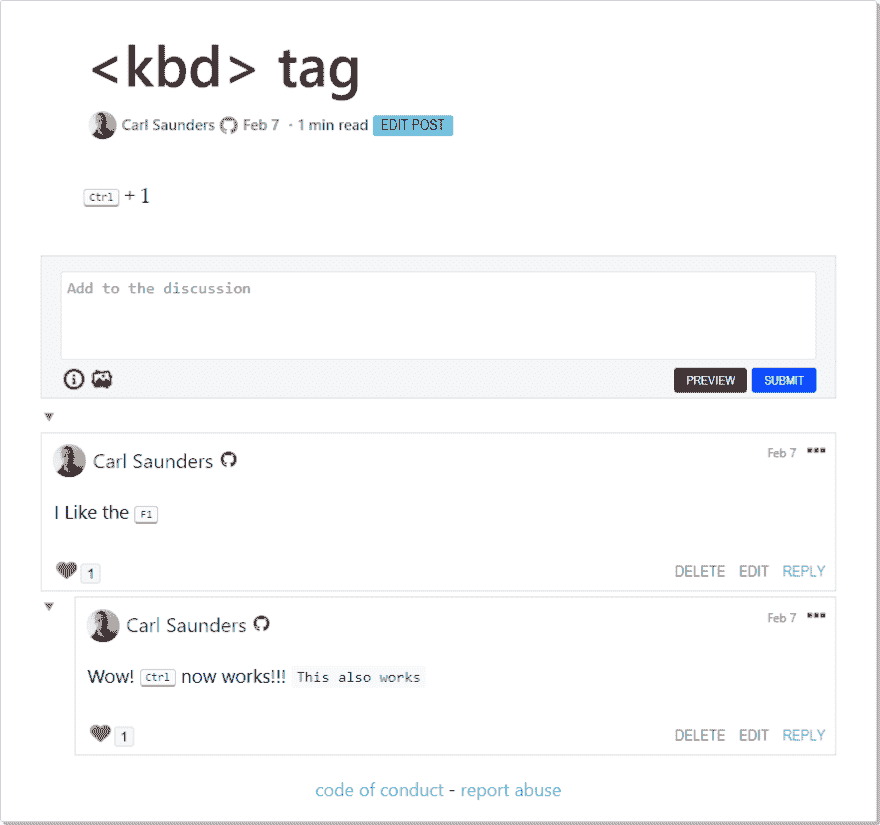 <kbd> tag
Carl Saunders Feb 7 · 1 min read EDIT POST
Ctrl + 1
Add to the discussion
PREVIEW SUBMIT
Carl Saunders Feb 7
I Like the F1
1 DELETE EDIT REPLY
Carl Saunders Feb 7
Wow! Ctrl now works!!! This also works
1 DELETE EDIT REPLY
code of conduct - report abuse